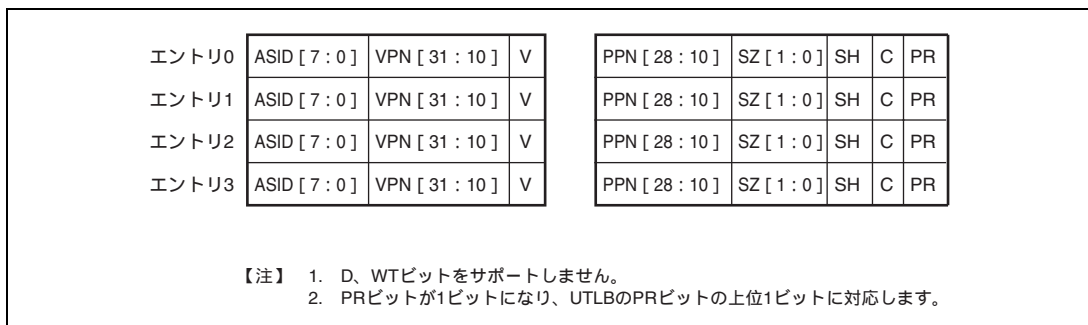 エントリ0 ASID [ 7 : 0 ] VPN [ 31 : 10 ] V PPN [ 28 : 10 ] SZ [ 1 : 0 ] SH C PR
エントリ1 ASID [ 7 : 0 ] VPN [ 31 : 10 ] V PPN [ 28 : 10 ] SZ [ 1 : 0 ] SH C PR
エントリ2 ASID [ 7 : 0 ] VPN [ 31 : 10 ] V PPN [ 28 : 10 ] SZ [ 1 : 0 ] SH C PR
エントリ3 ASID [ 7 : 0 ] VPN [ 31 : 10 ] V PPN [ 28 : 10 ] SZ [ 1 : 0 ] SH C PR
【注】 1. D、WTビットをサポートしません。
2. PRビットが1ビットになり、UTLBのPRビットの上位1ビットに対応します。